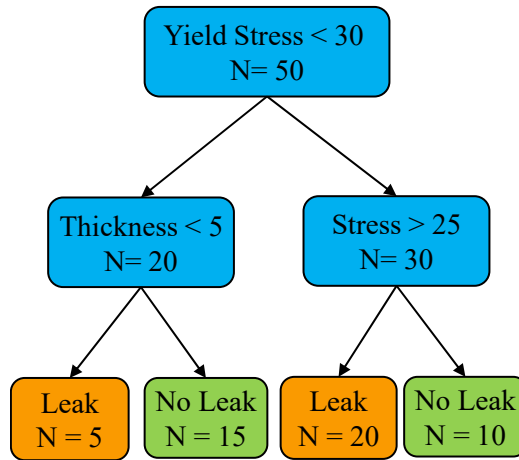 Yield Stress < 30
N= 50
Thickness < 5
N= 20
Stress > 25
N= 30
Leak
N = 5
No Leak
N = 15
Leak
N = 20
No Leak
N = 10